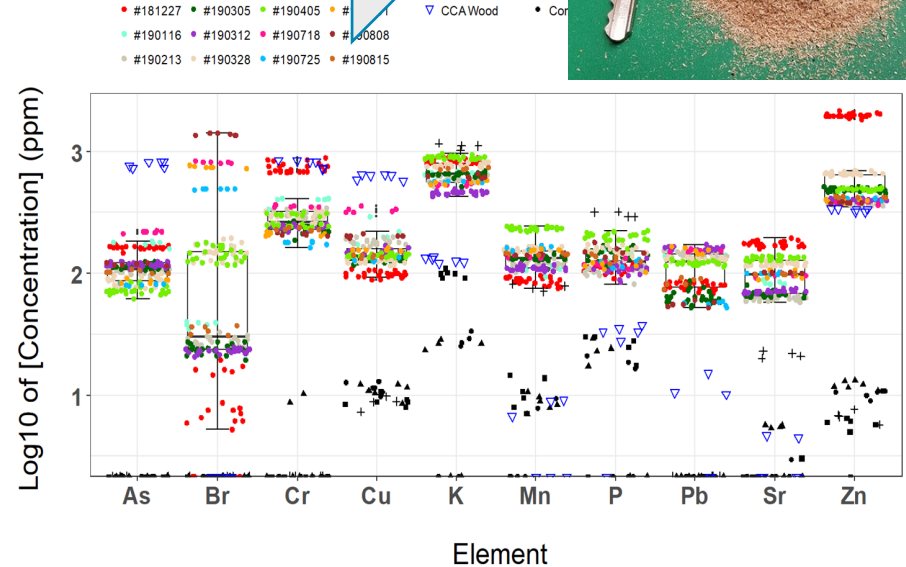 #181227 #190305 #190405 CCA Wood
#190116 #190312 #190718
#190213 #190328 #190725 #190815
Log10 of [Concentration] (ppm)
3
2
1
As Br Cr Cu K Mn P Pb Sr Zn
Element